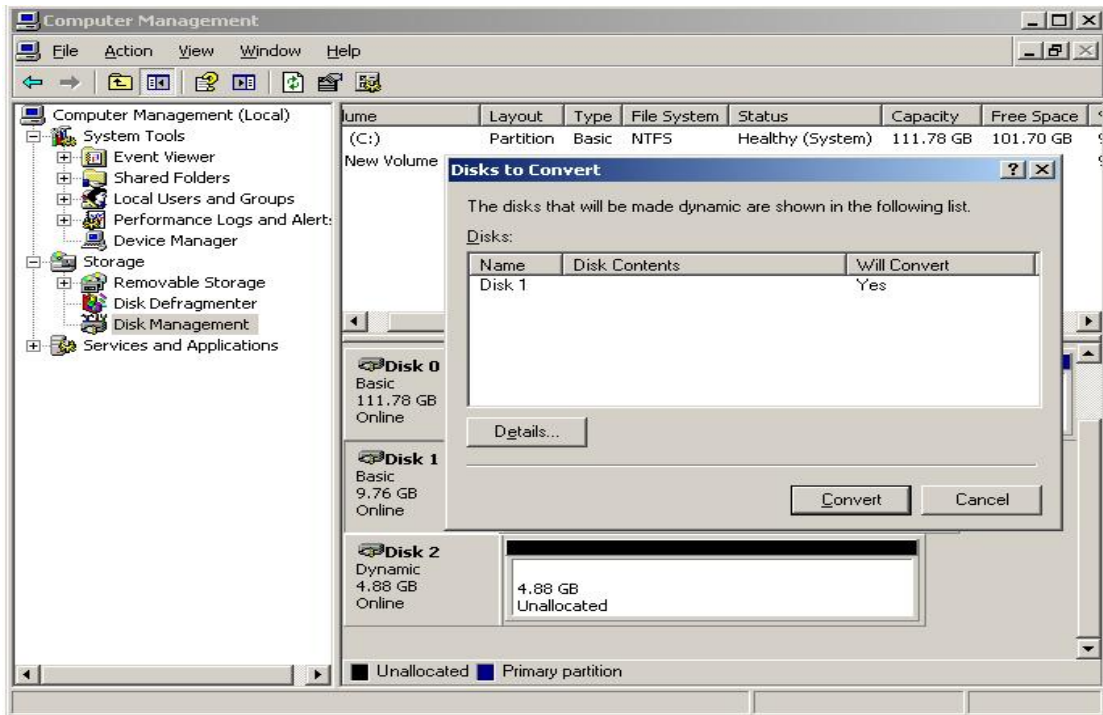 Computer Management
File Action View Window Help
Computer Management (Local)
System Tools
Event Viewer
Shared Folders
Local Users and Groups
Performance Logs and Alert
Device Manager
Storage
Removable Storage
Disk Defragmenter
Disk Management
Services and Applications
lume Layout Type File System Status Capacity Free Space
(C:) Partition Basic NTFS Healthy (System) 111.78 GB 101.70 GB
New Volume
Disks to Convert
The disks that will be made dynamic are shown in the following list.
Disks:
Name Disk Contents Will Convert
Disk 1 Yes
Details...
Convert Cancel
Disk 0
Basic
111.78 GB
Online
Disk 1
Basic
9.76 GB
Online
Disk 2
Dynamic
4.88 GB
Online
4.88 GB
Unallocated
Unallocated Primary partition